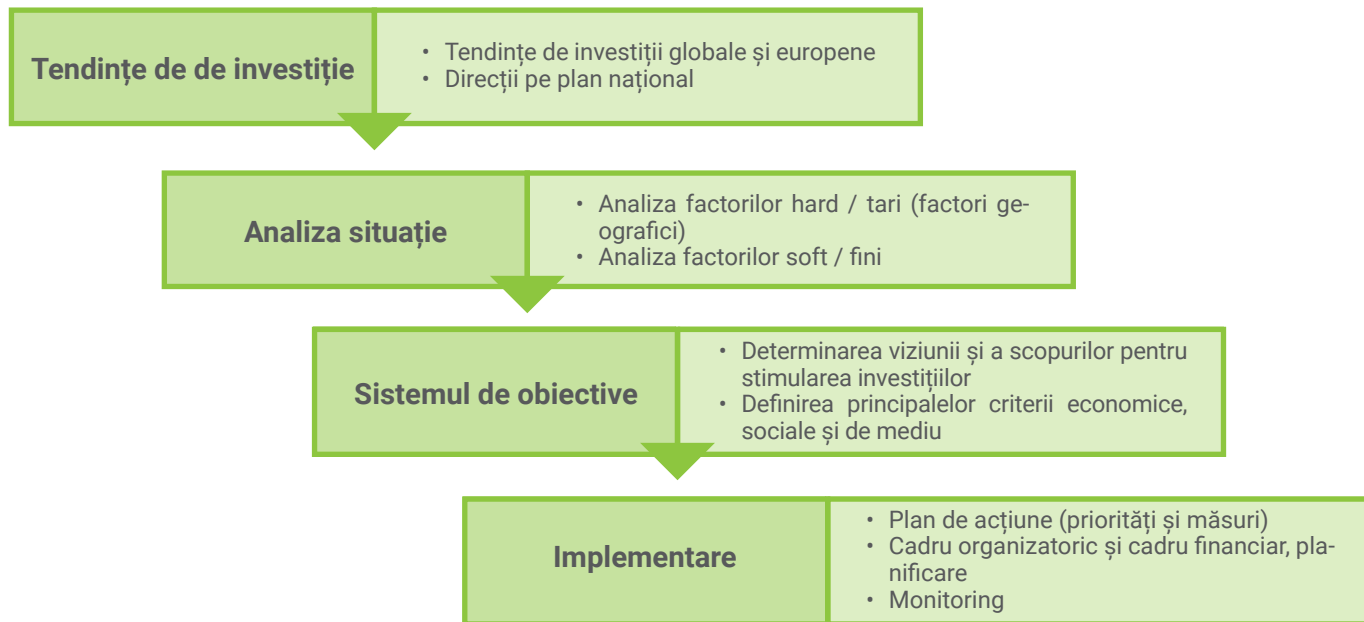 Tendințe de de investiție
• Tendințe de investiții globale și europene
• Direcții pe plan național
Analiza situație
• Analiza factorilor hard / tari (factori ge-
ografici)
• Analiza factorilor soft / fini
Sistemul de obiective
• Determinarea viziunii și a scopurilor pentru
stimularea investițiilor
• Definirea principalelor criterii economice,
sociale și de mediu
Implementare
• Plan de acțiune (priorități și măsuri)
• Cadru organizatoric și cadru financiar, pla-
nificare
• Monitoring